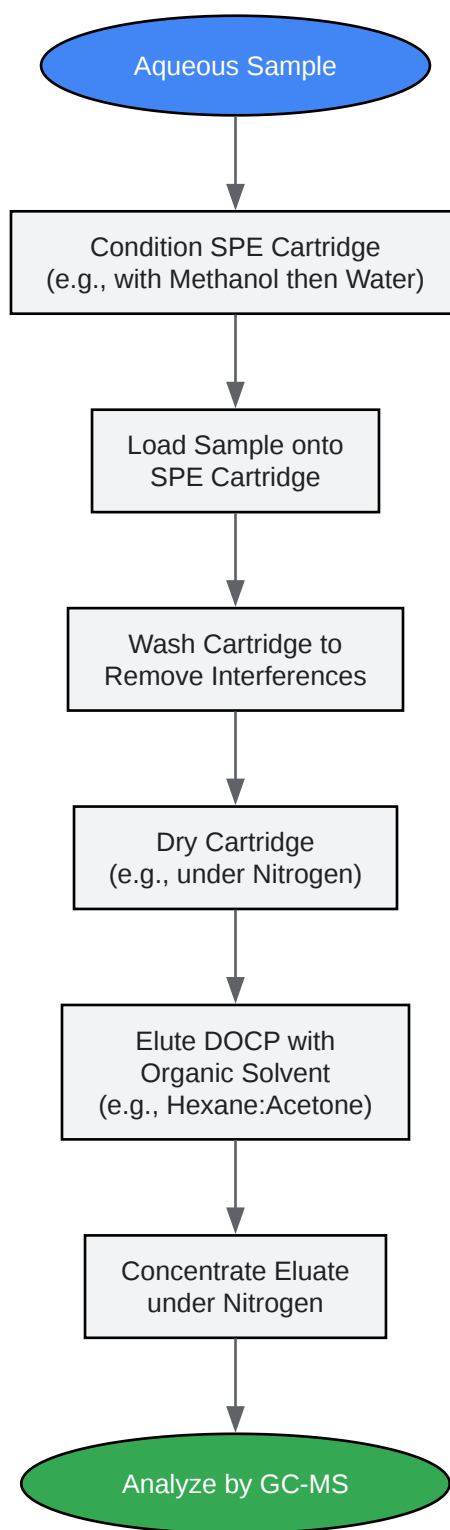 Aqueous Sample
Condition SPE Cartridge
(e.g., with Methanol then Water)
Load Sample onto
SPE Cartridge
Wash Cartridge to
Remove Interferences
Dry Cartridge
(e.g., under Nitrogen)
Elute DOCP with
Organic Solvent
(e.g., Hexane:Acetone)
Concentrate Eluate
under Nitrogen
Analyze by GC-MS